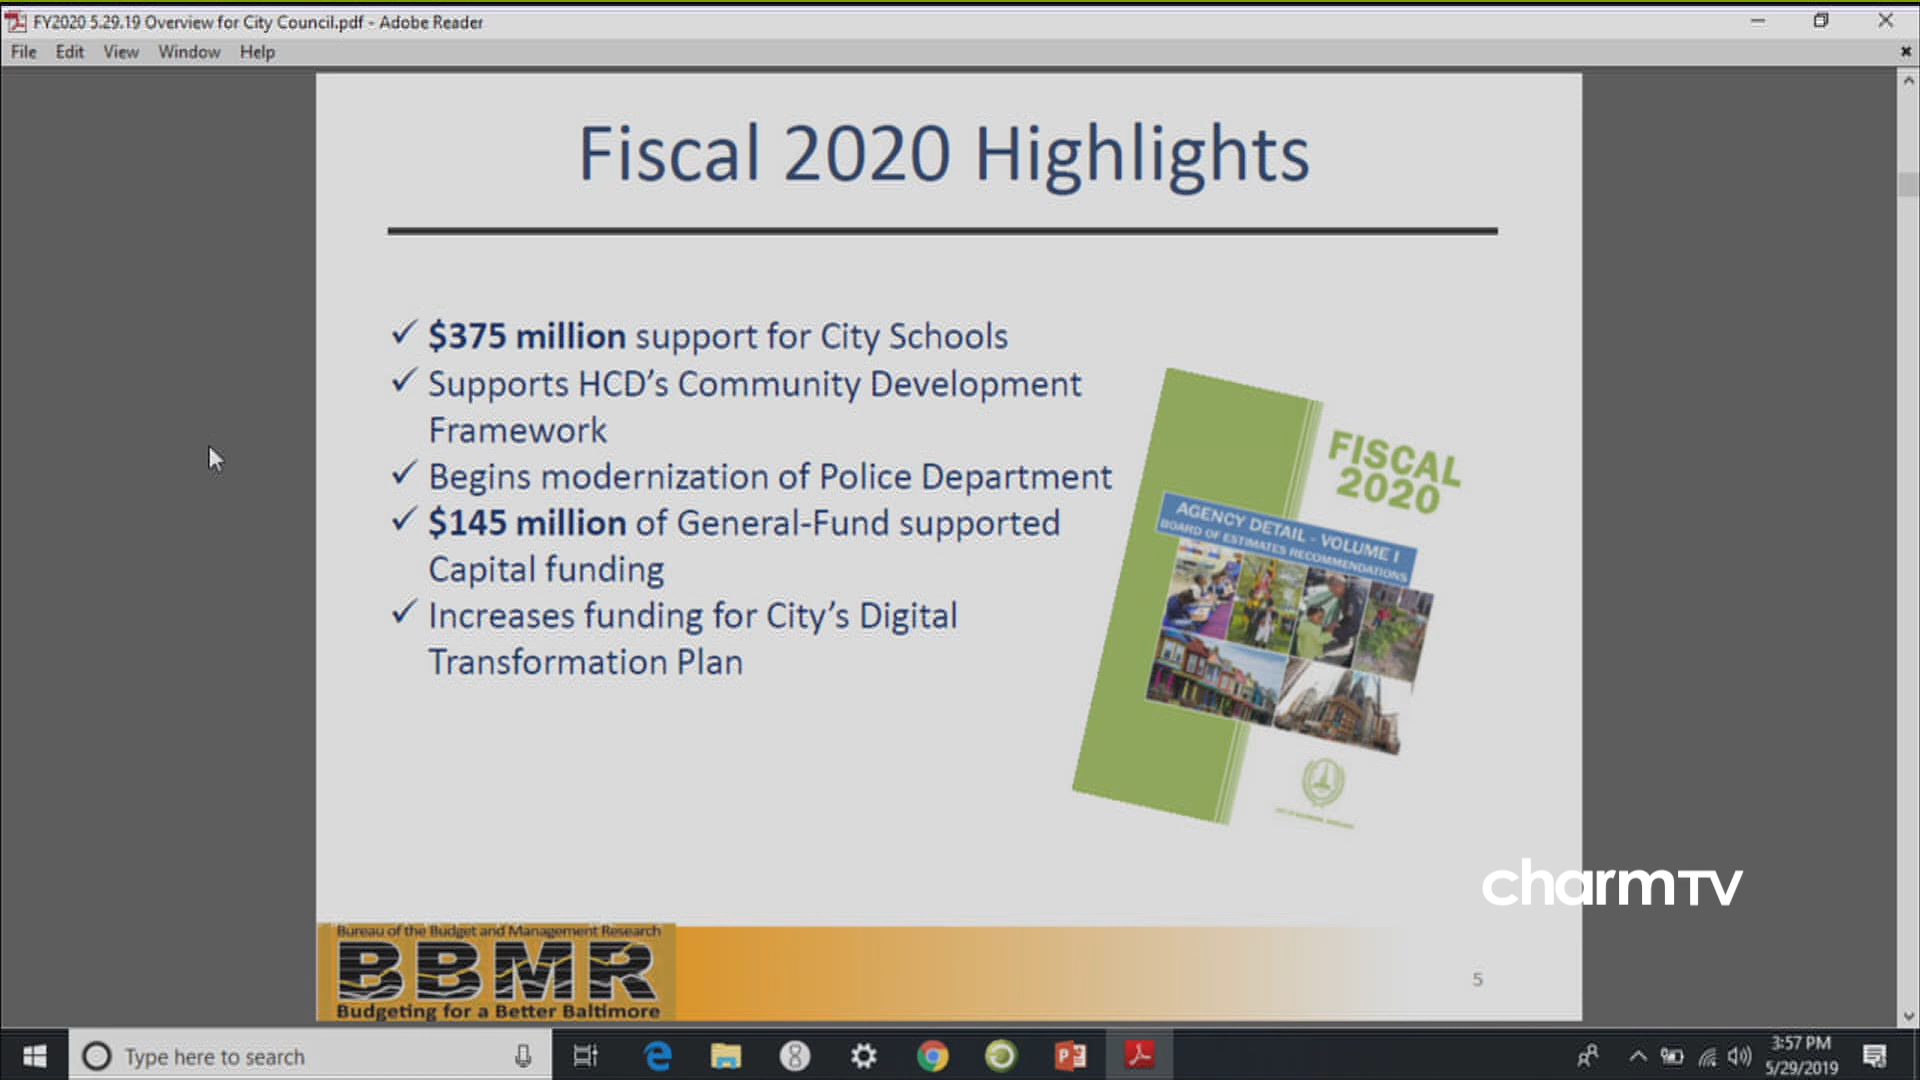 FY2020 5.29.19 Overview for City Council.pdf - Adobe Reader
File Edit View Window Help
Fiscal 2020 Highlights
✓ $375 million support for City Schools
✓ Supports HCD’s Community Development
Framework
✓ Begins modernization of Police Department
✓ $145 million of General-Fund supported
Capital funding
✓ Increases funding for City’s Digital
Transformation Plan
FISCAL
2020
AGENCY DETAIL - VOLUME I
BOARD OF ESTIMATES RECOMMENDATIONS
charmTV
Bureau of the Budget and Management Research
BBMR
Budgeting for a Better Baltimore
5
Type here to search
3:57 PM
5/29/2019